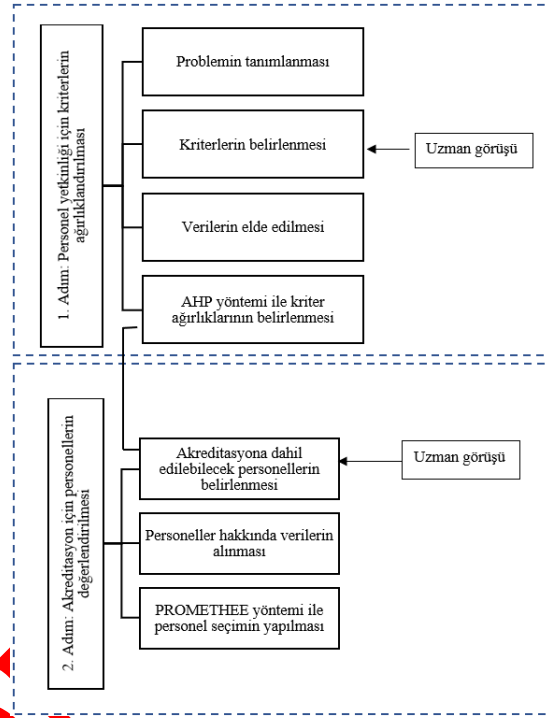 1. Adım: Personel yetkinliği için kriterlerin
ağırlıklandırılması
Problemin tanımlanması
Kriterlerin belirlenmesi
Uzman görüşü
Verilerin elde edilmesi
AHP yöntemi ile kriter
ağırlıklarının belirlenmesi
2. Adım: Akreditasyon için personellerin
değerlendirilmesi
Akreditasyona dahil
edilebilecek personellerin
belirlenmesi
Uzman görüşü
Personeller hakkında verilerin
alınması
PROMETHEE yöntemi ile
personel seçimin yapılması